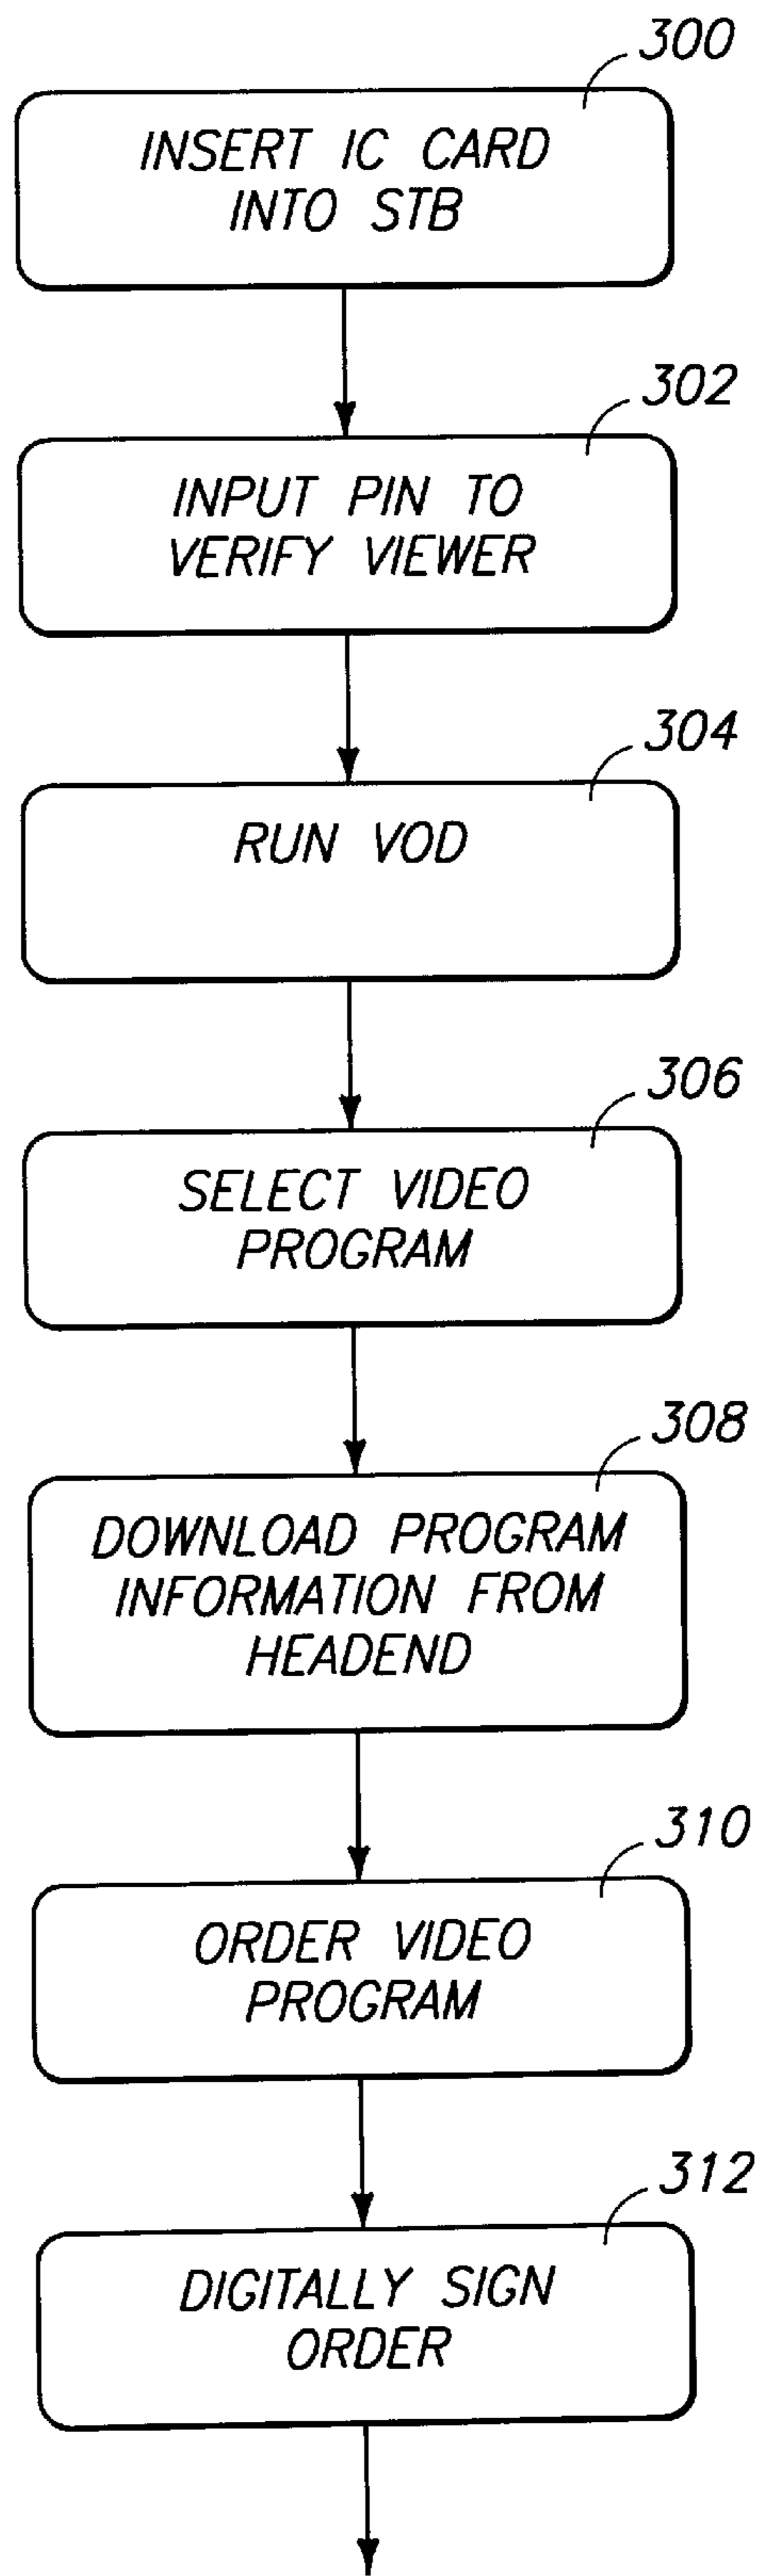 300
INSERT IC CARD
INTO STB
302
INPUT PIN TO
VERIFY VIEWER
304
RUN VOD
306
SELECT VIDEO
PROGRAM
308
DOWNLOAD PROGRAM
INFORMATION FROM
HEADEND
310
ORDER VIDEO
PROGRAM
312
DIGITALLY SIGN
ORDER